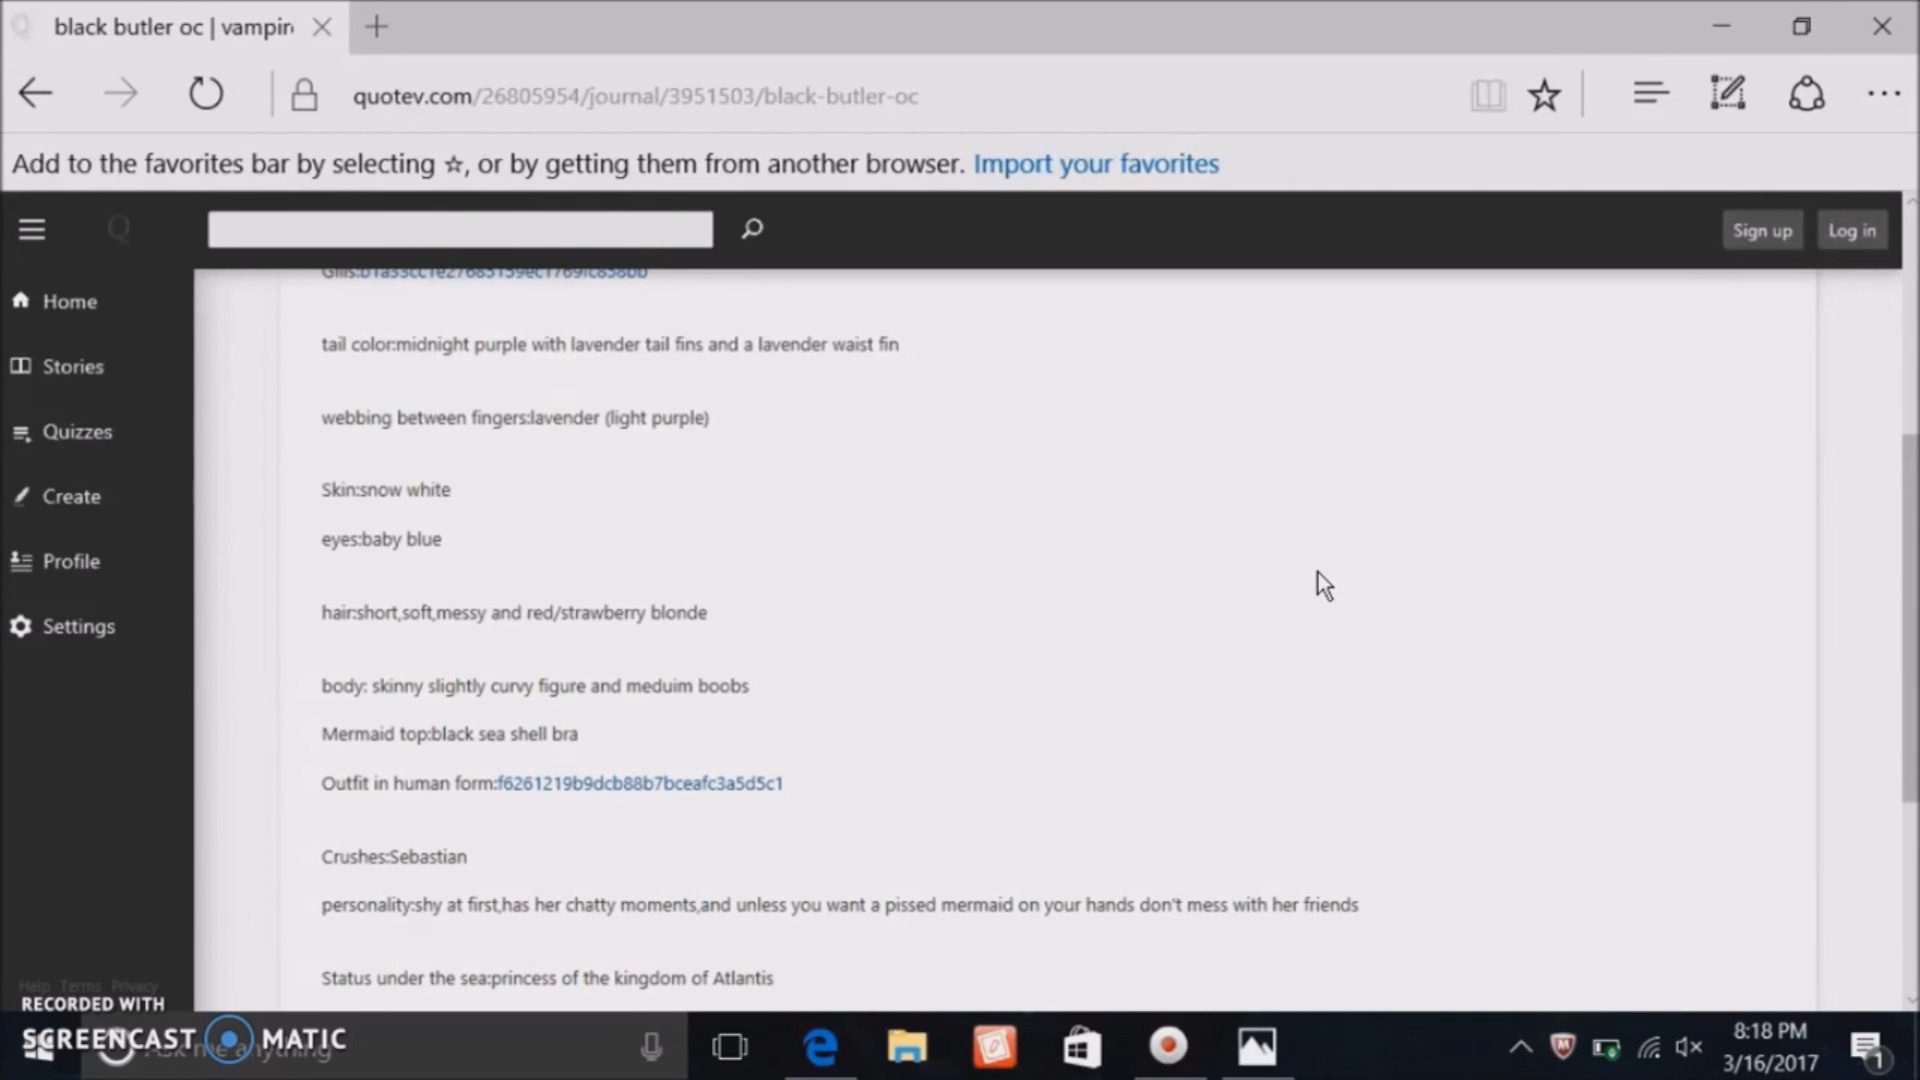 black butler oc | vampir
quotev.com/26805954/journal/3951503/black-butler-oc
Add to the favorites bar by selecting ☆, or by getting them from another browser. Import your favorites
Q
Sign up
Log in
Home
Stories
Quizzes
Create
Profile
Settings
Help Terms Privacy
tail color:midnight purple with lavender tail fins and a lavender waist fin
webbing between fingers:lavender (light purple)
Skin:snow white
eyes:baby blue
hair:short,soft,messy and red/strawberry blonde
body: skinny slightly curvy figure and meduim boobs
Mermaid top:black sea shell bra
Outfit in human form:f6261219b9dcb88b7bceafc3a5d5c1
Crushes:Sebastian
personality:shy at first,has her chatty moments,and unless you want a pissed mermaid on your hands don't mess with her friends
Status under the sea:princess of the kingdom of Atlantis
RECORDED WITH
SCREENCAST MATIC
Ask me anything
8:18 PM
3/16/2017
1